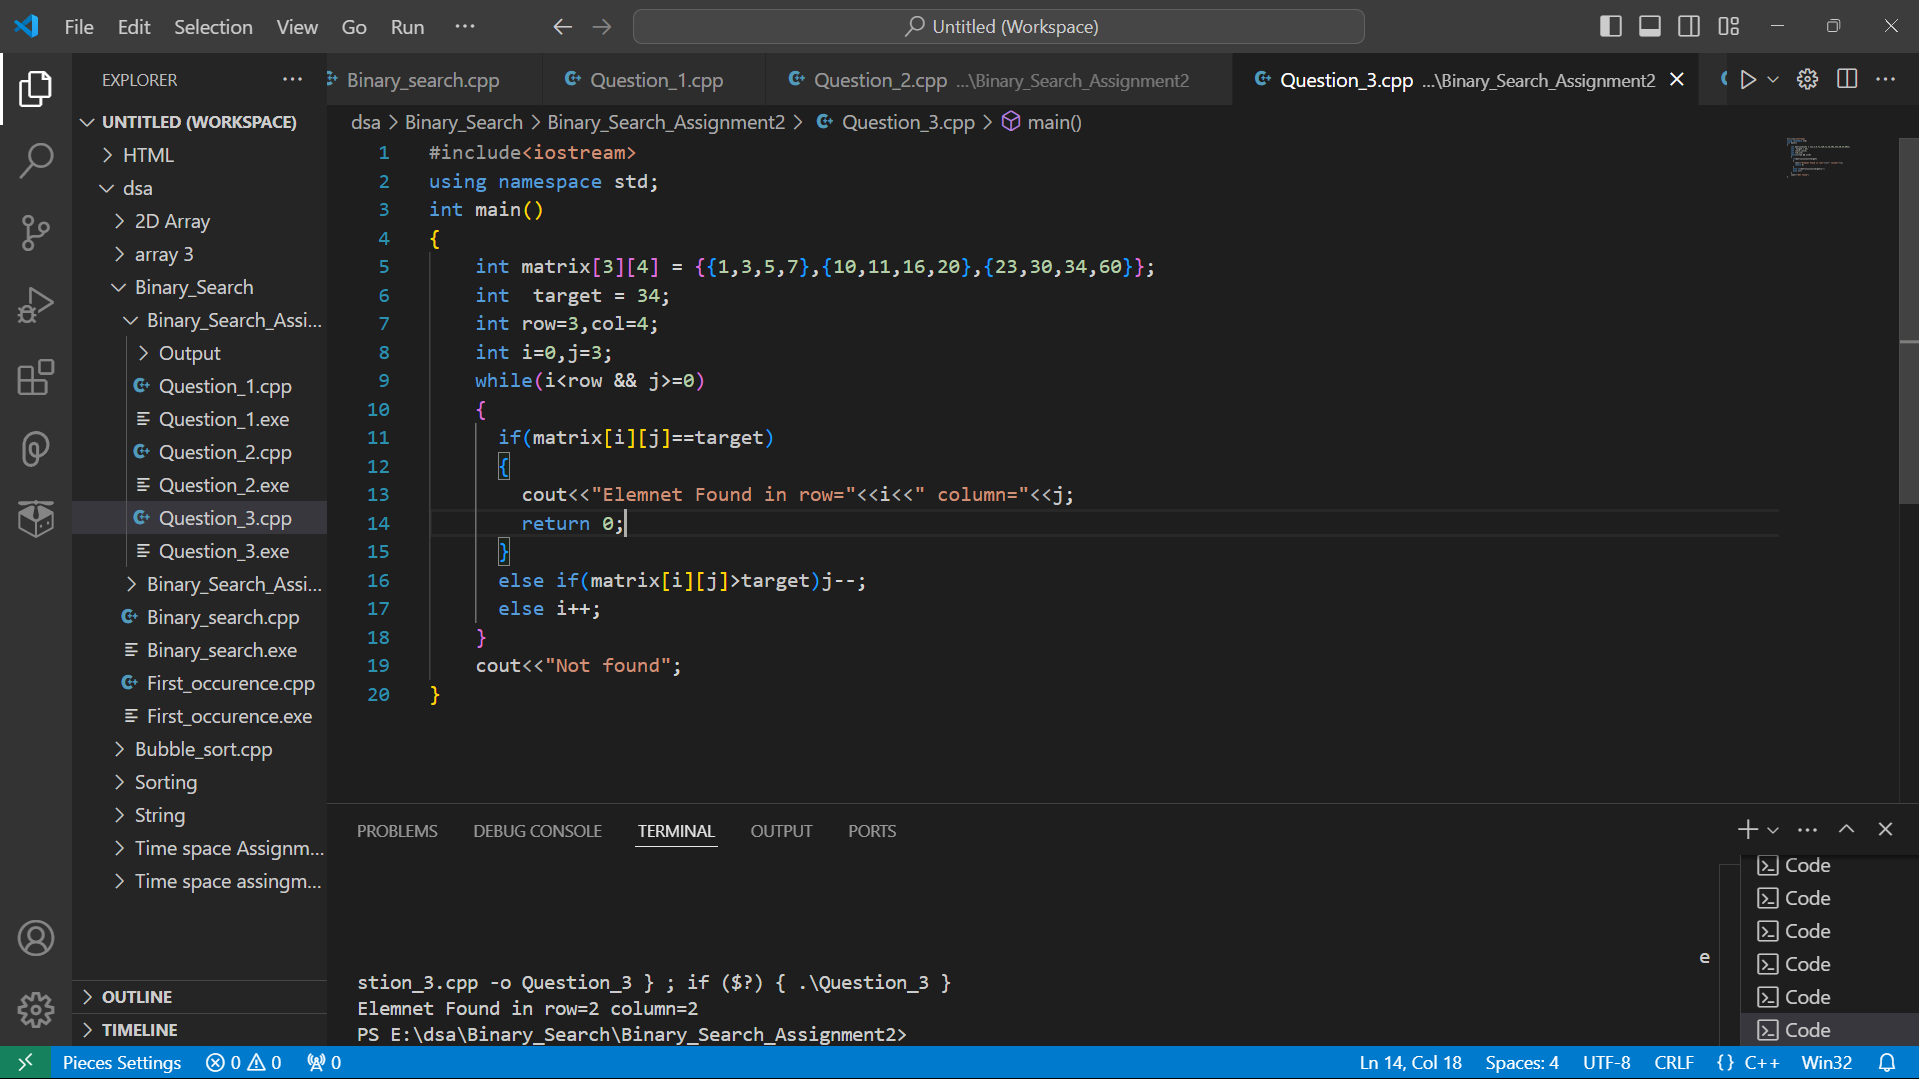 File Edit Selection View Go Run ··· Untitled (Workspace)
EXPLORER ···
Binary_search.cpp Question_1.cpp Question_2.cpp ...\Binary_Search_Assignment2 Question_3.cpp ...\Binary_Search_Assignment2
UNTITLED (WORKSPACE)
HTML
dsa
2D Array
array 3
Binary_Search
Binary_Search_Assi...
Output
Question_1.cpp
Question_1.exe
Question_2.cpp
Question_2.exe
Question_3.cpp
Question_3.exe
Binary_Search_Assi...
Binary_search.cpp
Binary_search.exe
First_occurence.cpp
First_occurence.exe
Bubble_sort.cpp
Sorting
String
Time space Assignm...
Time space assingm...
OUTLINE
TIMELINE
dsa > Binary_Search > Binary_Search_Assignment2 > Question_3.cpp > main()
1 #include<iostream>
2 using namespace std;
3 int main()
4 {
5 int matrix[3][4] = {{1,3,5,7},{10,11,16,20},{23,30,34,60}};
6 int  target = 34;
7 int row=3,col=4;
8 int i=0,j=3;
9 while(i<row && j>=0)
10 {
11 if(matrix[i][j]==target)
12 {
13 cout<<"Elemnet Found in row="<<i<<" column="<<j;
14 return 0;
15 }
16 else if(matrix[i][j]>target)j--;
17 else i++;
18 }
19 cout<<"Not found";
20 }
PROBLEMS DEBUG CONSOLE TERMINAL OUTPUT PORTS
e
stion_3.cpp -o Question_3 } ; if ($?) { .\Question_3 }
Elemnet Found in row=2 column=2
PS E:\dsa\Binary_Search\Binary_Search_Assignment2>
Code
Code
Code
Code
Code
Code
Pieces Settings 0 0 0 Ln 14, Col 18 Spaces: 4 UTF-8 CRLF {} C++ Win32